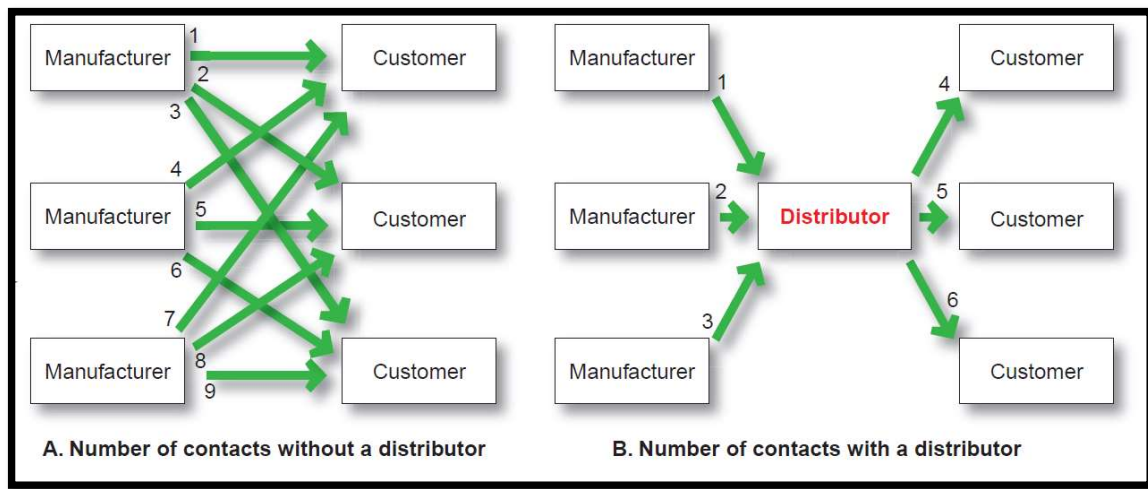 Manufacturer
1
Customer
2
3
4
Manufacturer
5
Customer
6
7
Manufacturer
8
9
Customer
A. Number of contacts without a distributor
Manufacturer
1
4
Customer
Manufacturer
2
Distributor
5
Customer
3
6
Manufacturer
Customer
B. Number of contacts with a distributor